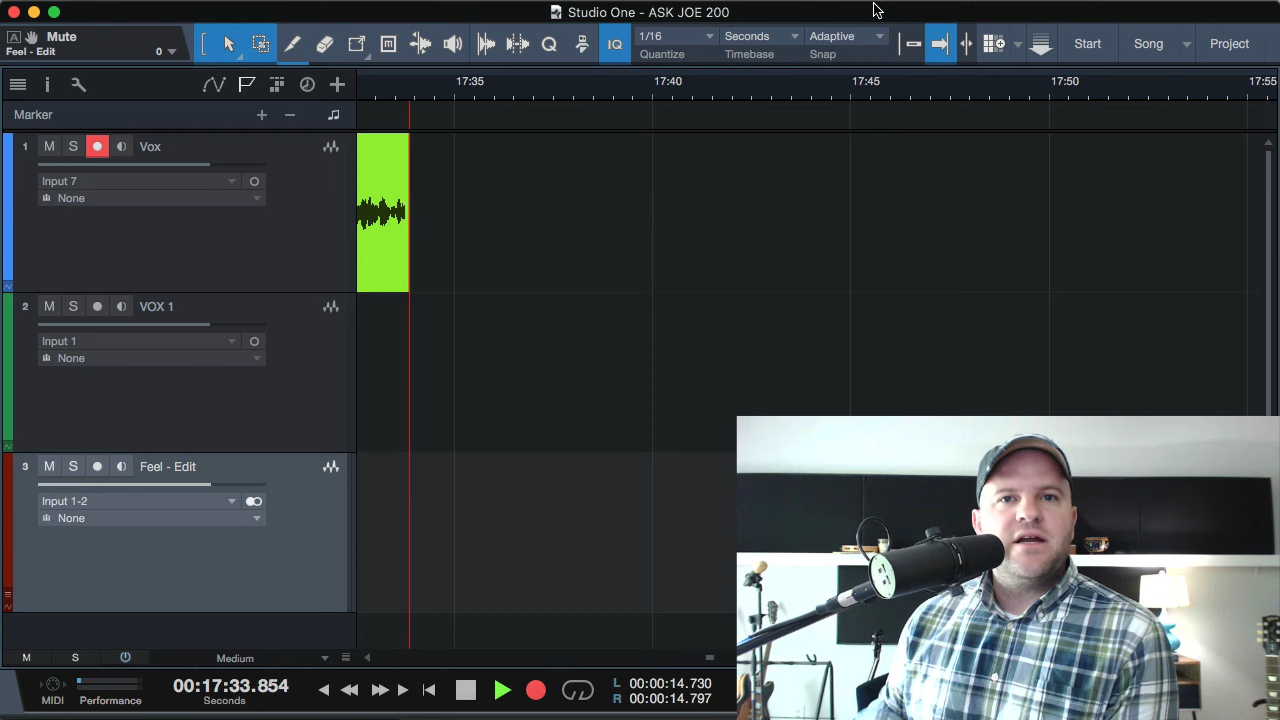 Studio One - ASK JOE 200
A Mute
Feel - Edit 0
IQ
1/16 Seconds Adaptive
Quantize Timebase Snap
Start Song Project
17:35 17:40 17:45 17:50 17:55
Marker
1 M S Vox
Input 7
None
2 M S VOX 1
Input 1
None
3 M S Feel - Edit
Input 1-2
None
M S Medium
MIDI Performance
00:17:33.854
Seconds
L 00:00:14.730
R 00:00:14.797